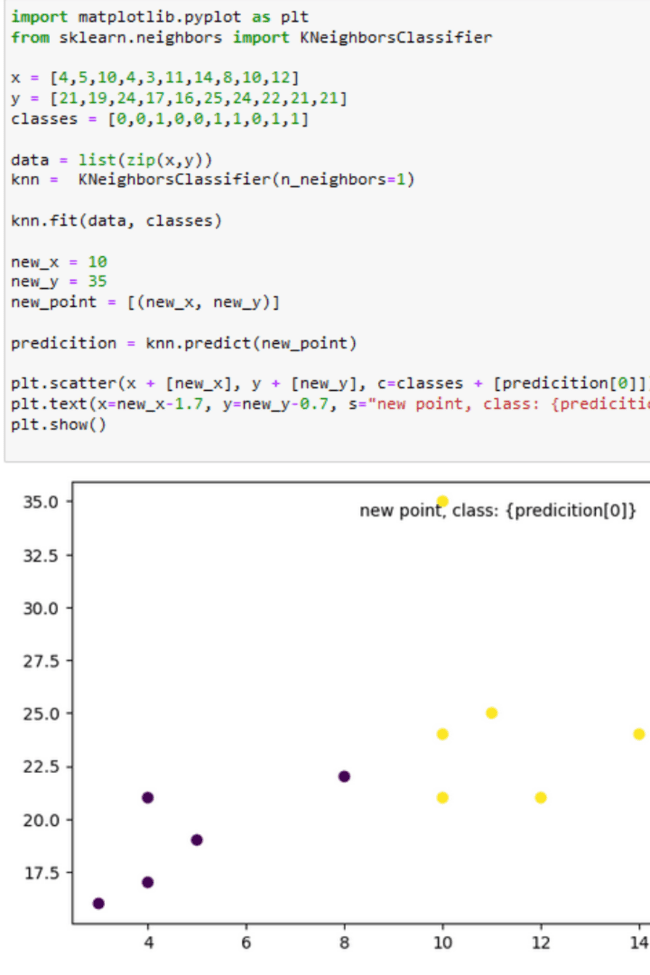 import matplotlib.pyplot as plt
from sklearn.neighbors import KNeighborsClassifier
x = [4,5,10,4,3,11,14,8,10,12]
y = [21,19,24,17,16,25,24,22,21,21]
classes = [0,0,1,0,0,1,1,0,1,1]
data = list(zip(x,y))
knn =  KNeighborsClassifier(n_neighbors=1)
knn.fit(data, classes)
new_x = 10
new_y = 35
new_point = [(new_x, new_y)]
predicition = knn.predict(new_point)
plt.scatter(x + [new_x], y + [new_y], c=classes + [predicition[0]]
plt.text(x=new_x-1.7, y=new_y-0.7, s="new point, class: {prediciti
plt.show()
35.0
new point, class: {predicition[0]}
32.5
30.0
27.5
25.0
22.5
20.0
17.5
4 6 8 10 12 14